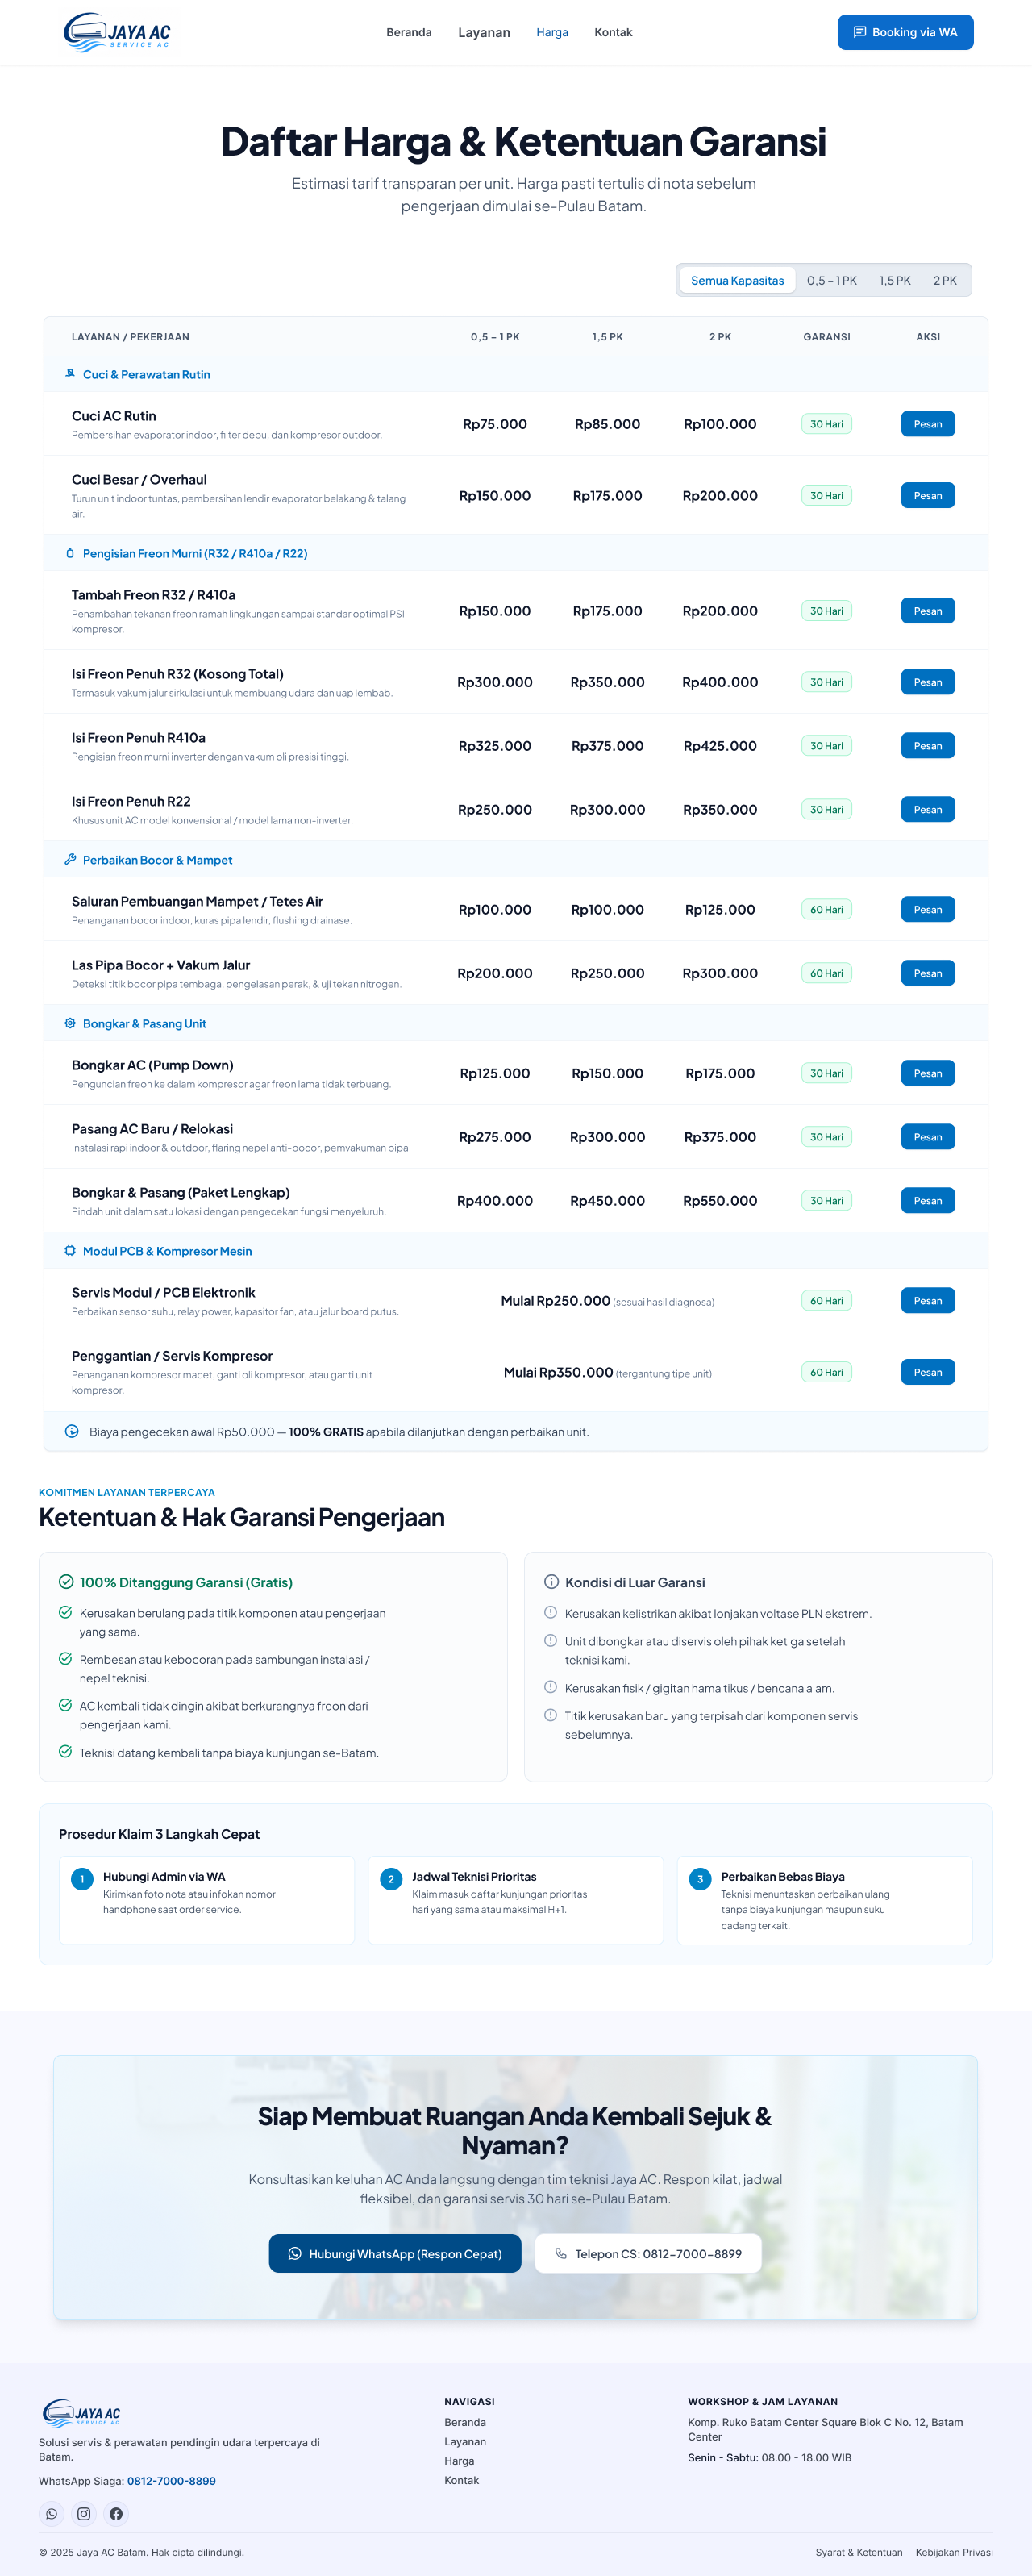 JAYA AC
SERVICE AC
Beranda
Layanan
Harga
Kontak
Booking via WA
Daftar Harga & Ketentuan Garansi
Estimasi tarif transparan per unit. Harga pasti tertulis di nota sebelum
pengerjaan dimulai se-Pulau Batam.
Semua Kapasitas
0,5 – 1 PK
1,5 PK
2 PK
LAYANAN / PEKERJAAN
0,5 – 1 PK
1,5 PK
2 PK
GARANSI
AKSI
Cuci & Perawatan Rutin
Cuci AC Rutin
Pembersihan evaporator indoor, filter debu, dan kompresor outdoor.
Rp75.000
Rp85.000
Rp100.000
30 Hari
Pesan
Cuci Besar / Overhaul
Turun unit indoor tuntas, pembersihan lendir evaporator belakang & talang
air.
Rp150.000
Rp175.000
Rp200.000
30 Hari
Pesan
Pengisian Freon Murni (R32 / R410a / R22)
Tambah Freon R32 / R410a
Penambahan tekanan freon ramah lingkungan sampai standar optimal PSI
kompresor.
Rp150.000
Rp175.000
Rp200.000
30 Hari
Pesan
Isi Freon Penuh R32 (Kosong Total)
Termasuk vakum jalur sirkulasi untuk membuang udara dan uap lembab.
Rp300.000
Rp350.000
Rp400.000
30 Hari
Pesan
Isi Freon Penuh R410a
Pengisian freon murni inverter dengan vakum oli presisi tinggi.
Rp325.000
Rp375.000
Rp425.000
30 Hari
Pesan
Isi Freon Penuh R22
Khusus unit AC model konvensional / model lama non-inverter.
Rp250.000
Rp300.000
Rp350.000
30 Hari
Pesan
Perbaikan Bocor & Mampet
Saluran Pembuangan Mampet / Tetes Air
Penanganan bocor indoor, kuras pipa lendir, flushing drainase.
Rp100.000
Rp100.000
Rp125.000
60 Hari
Pesan
Las Pipa Bocor + Vakum Jalur
Deteksi titik bocor pipa tembaga, pengelasan perak, & uji tekan nitrogen.
Rp200.000
Rp250.000
Rp300.000
60 Hari
Pesan
Bongkar & Pasang Unit
Bongkar AC (Pump Down)
Penguncian freon ke dalam kompresor agar freon lama tidak terbuang.
Rp125.000
Rp150.000
Rp175.000
30 Hari
Pesan
Pasang AC Baru / Relokasi
Instalasi rapi indoor & outdoor, flaring nepel anti-bocor, pemvakuman pipa.
Rp275.000
Rp300.000
Rp375.000
30 Hari
Pesan
Bongkar & Pasang (Paket Lengkap)
Pindah unit dalam satu lokasi dengan pengecekan fungsi menyeluruh.
Rp400.000
Rp450.000
Rp550.000
30 Hari
Pesan
Modul PCB & Kompresor Mesin
Servis Modul / PCB Elektronik
Perbaikan sensor suhu, relay power, kapasitor fan, atau jalur board putus.
Mulai Rp250.000 (sesuai hasil diagnosa)
60 Hari
Pesan
Penggantian / Servis Kompresor
Penanganan kompresor macet, ganti oli kompresor, atau ganti unit
kompresor.
Mulai Rp350.000 (tergantung tipe unit)
60 Hari
Pesan
Biaya pengecekan awal Rp50.000 — 100% GRATIS apabila dilanjutkan dengan perbaikan unit.
KOMITMEN LAYANAN TERPERCAYA
Ketentuan & Hak Garansi Pengerjaan
100% Ditanggung Garansi (Gratis)
Kerusakan berulang pada titik komponen atau pengerjaan
yang sama.
Rembesan atau kebocoran pada sambungan instalasi /
nepel teknisi.
AC kembali tidak dingin akibat berkurangnya freon dari
pengerjaan kami.
Teknisi datang kembali tanpa biaya kunjungan se-Batam.
Kondisi di Luar Garansi
Kerusakan kelistrikan akibat lonjakan voltase PLN ekstrem.
Unit dibongkar atau diservis oleh pihak ketiga setelah
teknisi kami.
Kerusakan fisik / gigitan hama tikus / bencana alam.
Titik kerusakan baru yang terpisah dari komponen servis
sebelumnya.
Prosedur Klaim 3 Langkah Cepat
1
Hubungi Admin via WA
Kirimkan foto nota atau infokan nomor
handphone saat order service.
2
Jadwal Teknisi Prioritas
Klaim masuk daftar kunjungan prioritas
hari yang sama atau maksimal H+1.
3
Perbaikan Bebas Biaya
Teknisi menuntaskan perbaikan ulang
tanpa biaya kunjungan maupun suku
cadang terkait.
Siap Membuat Ruangan Anda Kembali Sejuk &
Nyaman?
Konsultasikan keluhan AC Anda langsung dengan tim teknisi Jaya AC. Respon kilat, jadwal
fleksibel, dan garansi servis 30 hari se-Pulau Batam.
Hubungi WhatsApp (Respon Cepat)
Telepon CS: 0812-7000-8899
JAYA AC
SERVICE AC
Solusi servis & perawatan pendingin udara terpercaya di
Batam.
WhatsApp Siaga: 0812-7000-8899
NAVIGASI
Beranda
Layanan
Harga
Kontak
WORKSHOP & JAM LAYANAN
Komp. Ruko Batam Center Square Blok C No. 12, Batam
Center
Senin - Sabtu: 08.00 - 18.00 WIB
© 2025 Jaya AC Batam. Hak cipta dilindungi.
Syarat & Ketentuan
Kebijakan Privasi